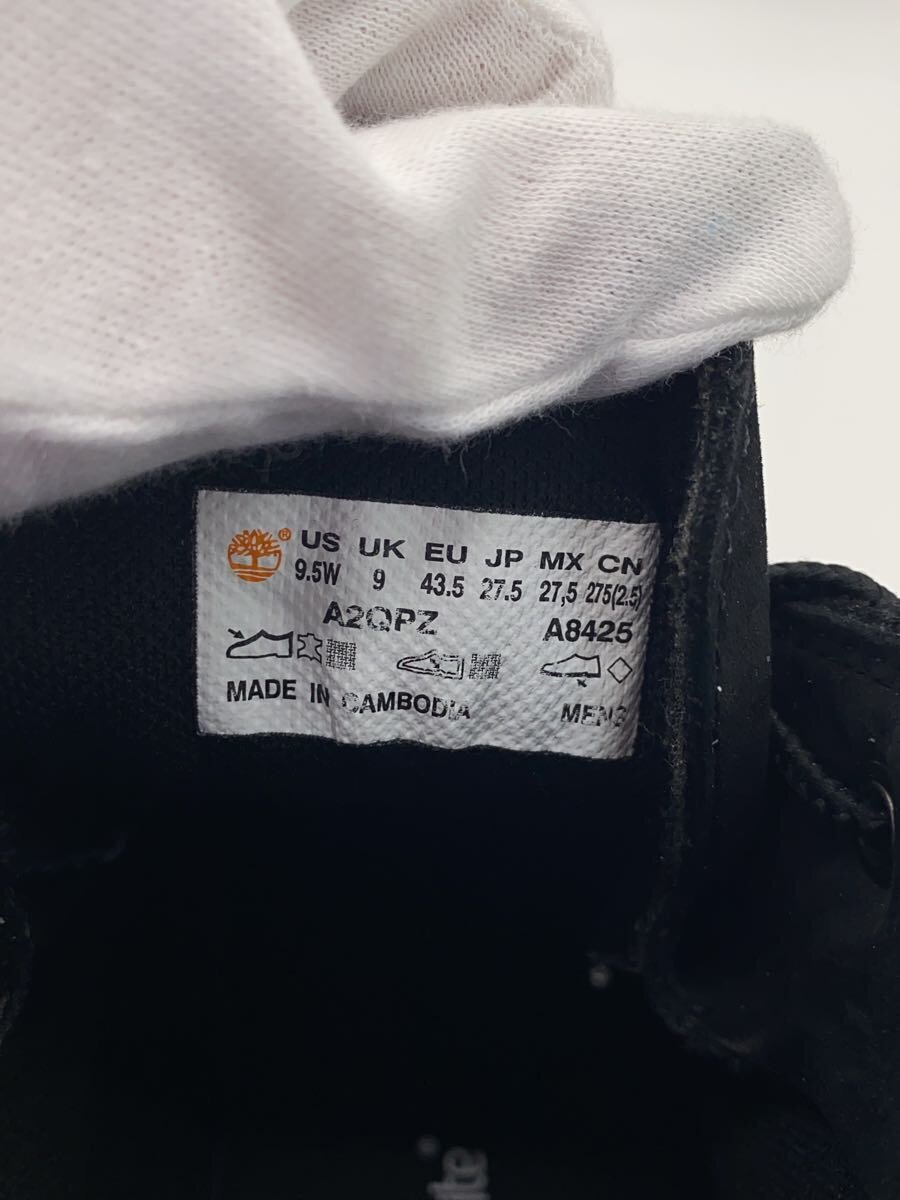 ® US UK EU JP MX CN
9.5W 9 43.5 27.5 27,5 275(2.5)
A2QPZ A8425
MADE IN CAMBODIA MENS